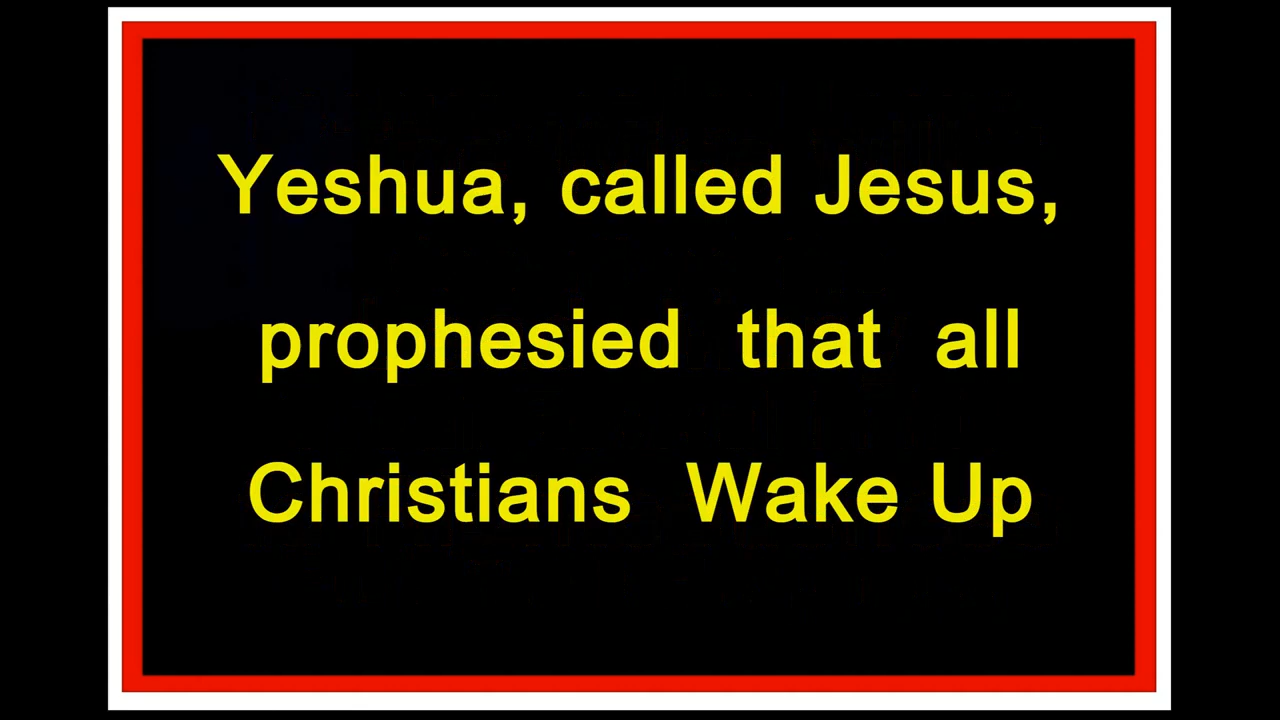 Yeshua, called Jesus,
prophesied that all
Christians Wake Up